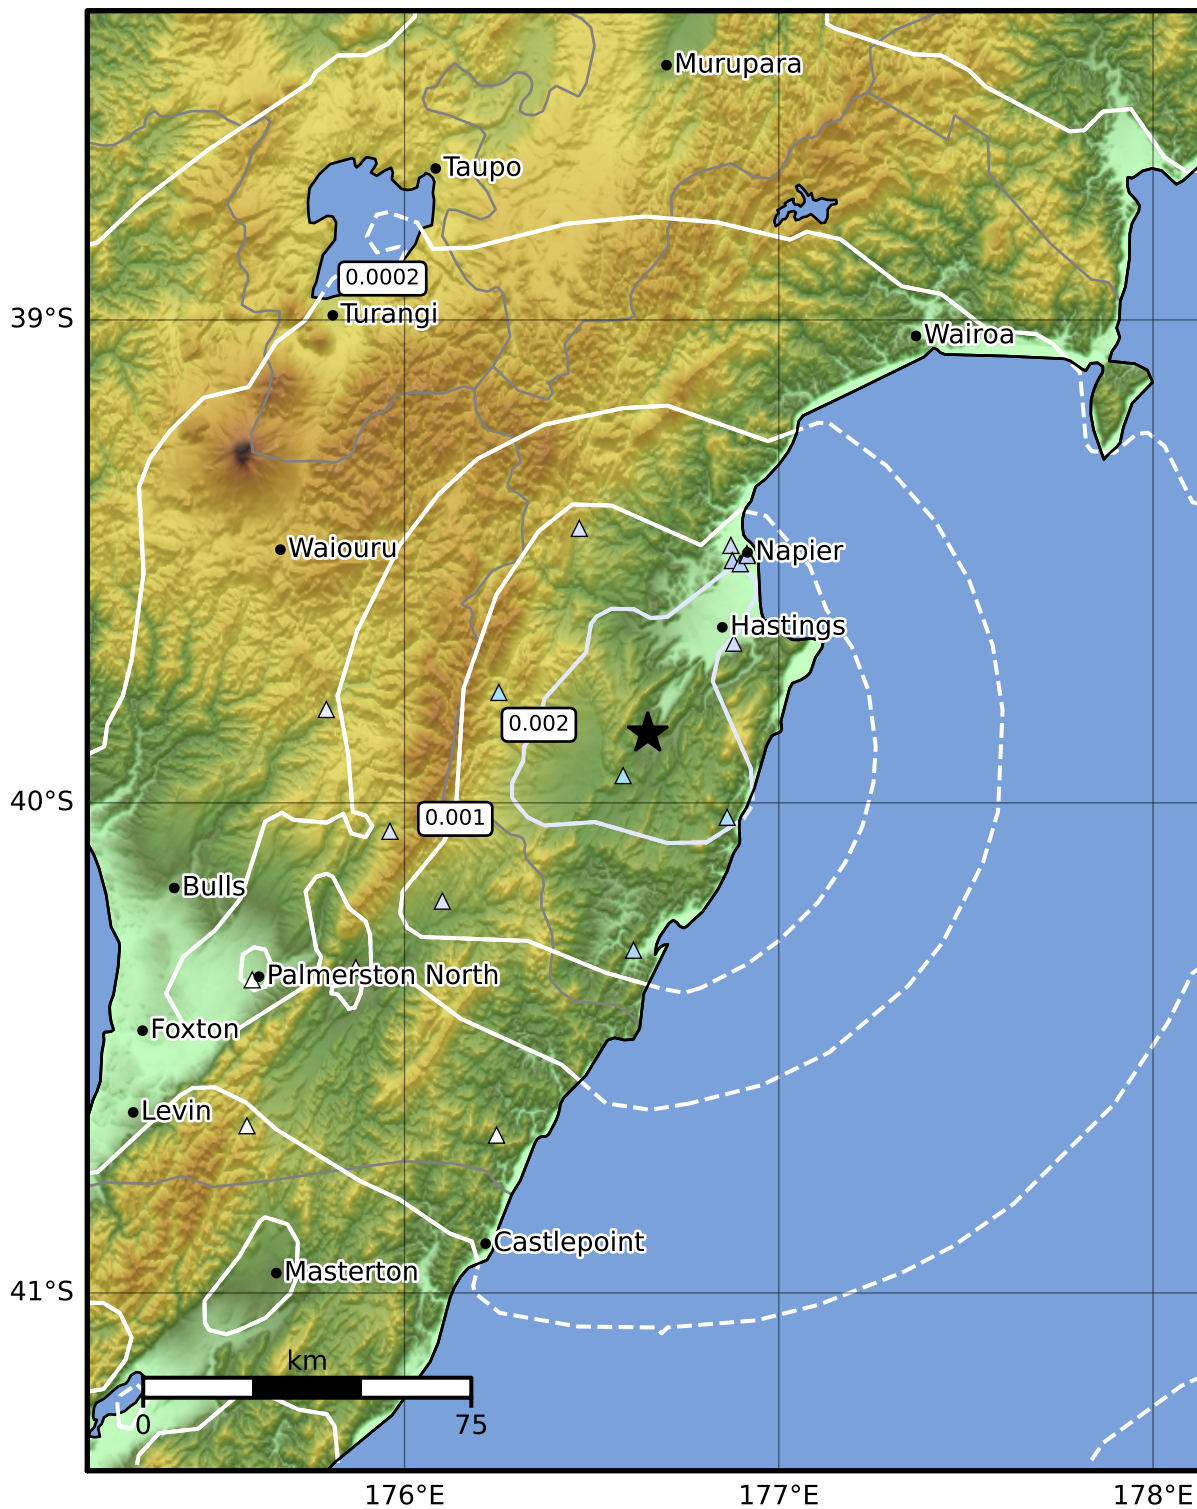 Murupara
Taupo
0.0002
39°S
Turangi
Wairoa
Waiouru
Napier
Hastings
0.002
40°S
0.001
Bulls
Palmerston North
Foxton
Levin
Castlepoint
Masterton
41°S
km
0
75
176°E
177°E
178°E